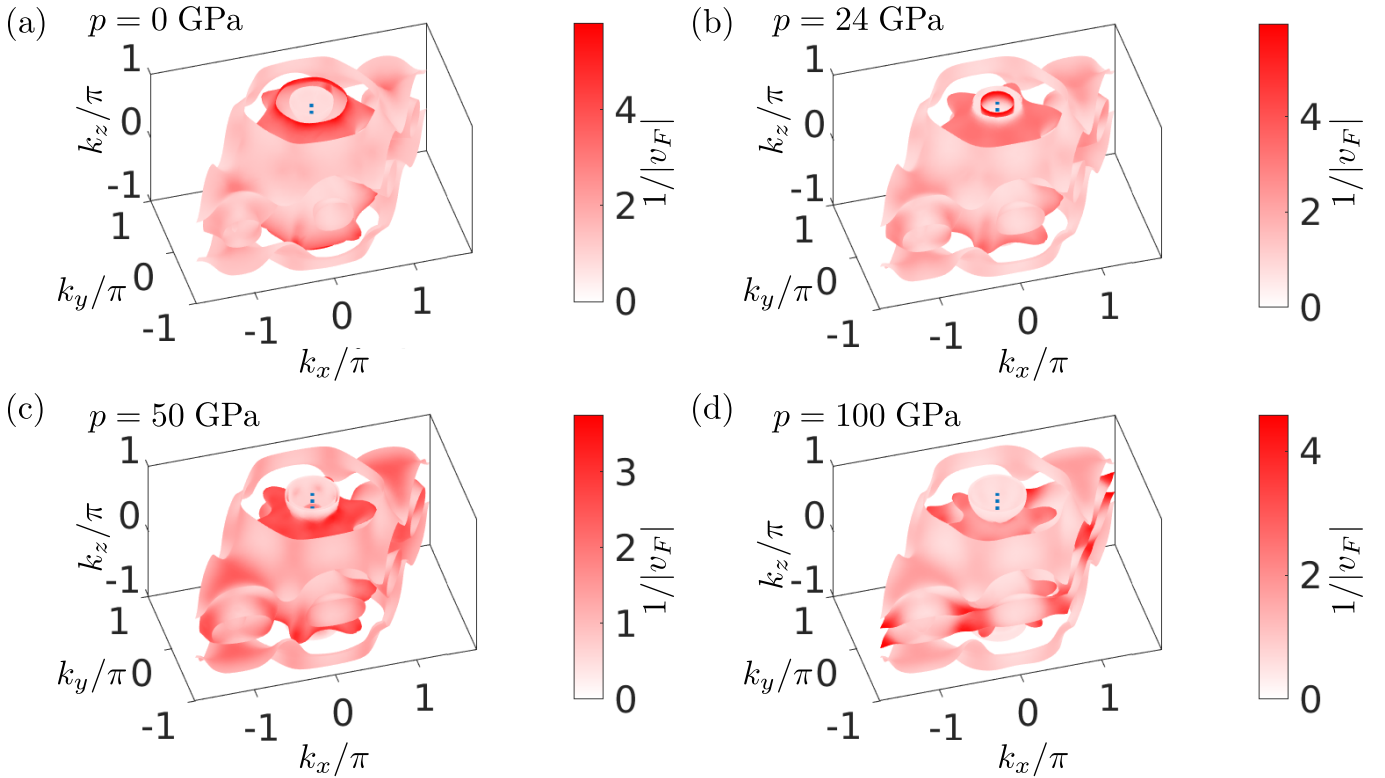 (a) p = 0 GPa
1
0
-1
k_z/π
1
0
-1
k_y/π
-1
0
1
k_x/π
4
2
0
1/|v_F|
(b) p = 24 GPa
1
0
-1
k_z/π
1
0
-1
k_y/π
-1
0
1
k_x/π
4
2
0
1/|v_F|
(c) p = 50 GPa
1
0
-1
k_z/π
1
0
-1
k_y/π
-1
0
1
k_x/π
3
2
1
0
1/|v_F|
(d) p = 100 GPa
1
0
-1
k_z/π
1
0
-1
k_y/π
-1
0
1
k_x/π
4
2
0
1/|v_F|